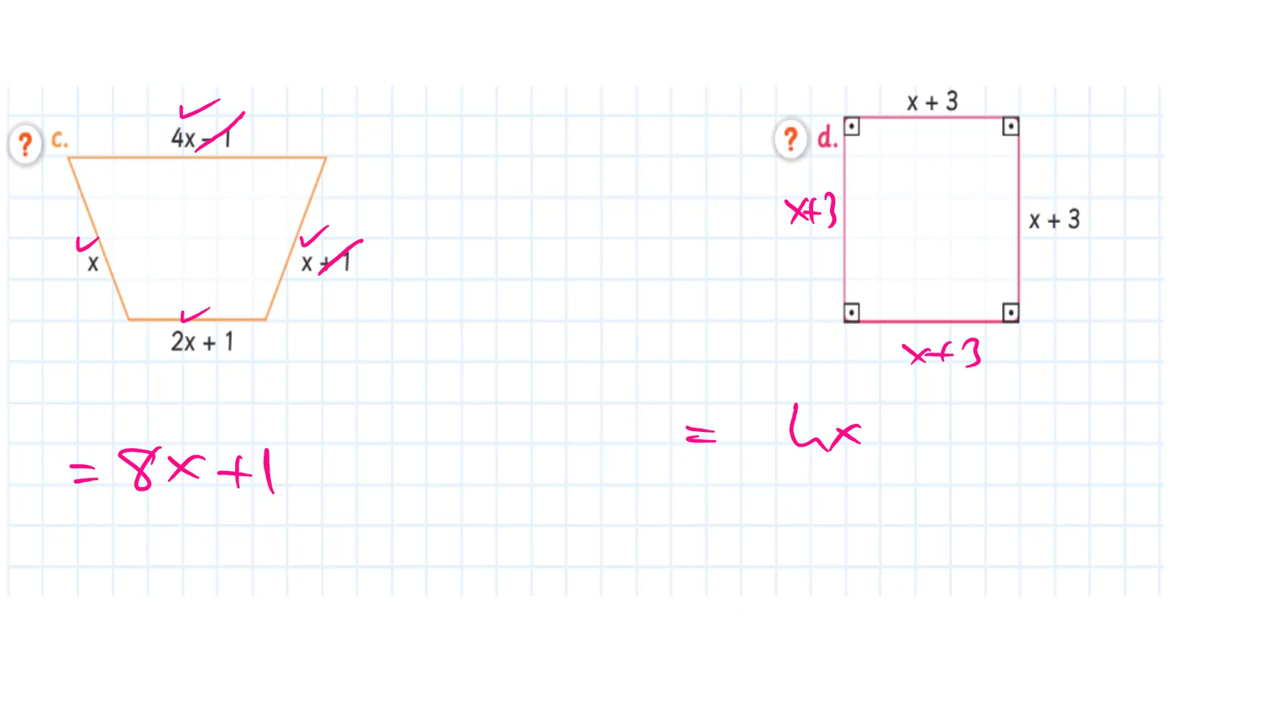 ? c.
4x - 1
x
x + 1
2x + 1
= 8x + 1
? d.
x + 3
x+3
x + 3
x+3
= 4x